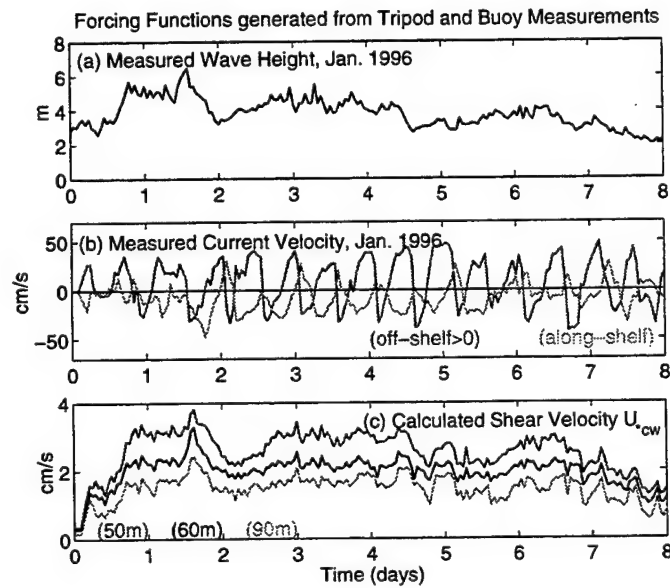 Forcing Functions generated from Tripod and Buoy Measurements
8
6
4
2
0
m
(a) Measured Wave Height, Jan. 1996
0 1 2 3 4 5 6 7 8
50
0
−50
cm/s
(b) Measured Current Velocity, Jan. 1996
(off−shelf>0) (along−shelf)
0 1 2 3 4 5 6 7 8
4
2
0
cm/s
(c) Calculated Shear Velocity U*cw
(50m) (60m) (90m)
0 1 2 3 4 5 6 7 8
Time (days)